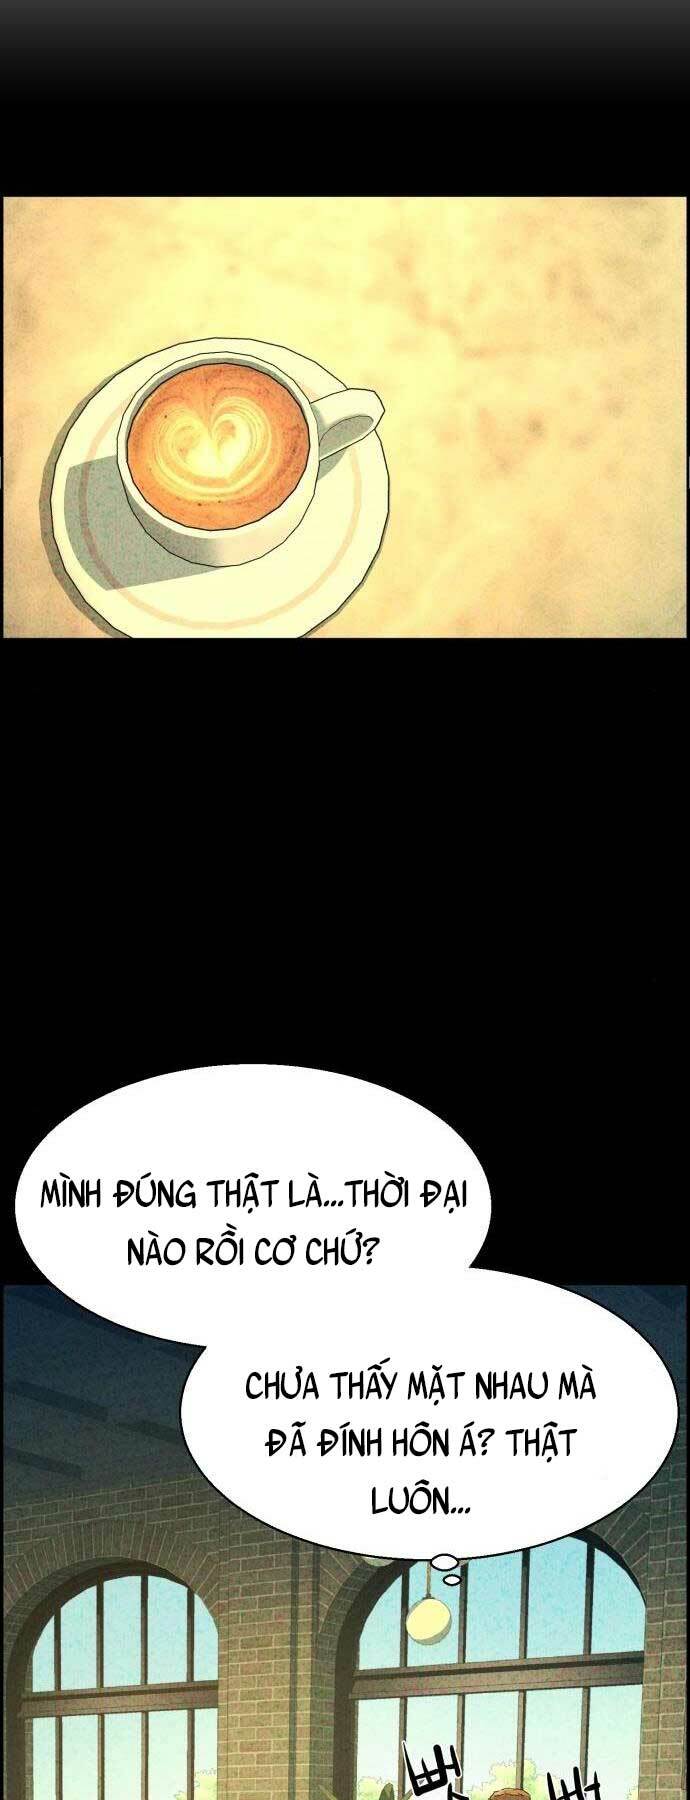 MÌNH ĐÚNG THẬT LÀ...THỜI ĐẠI
NÀO RỒI CƠ CHỨ?
CHƯA THẤY MẶT NHAU MÀ
ĐÃ ĐÍNH HÔN Á? THẬT
LUÔN...